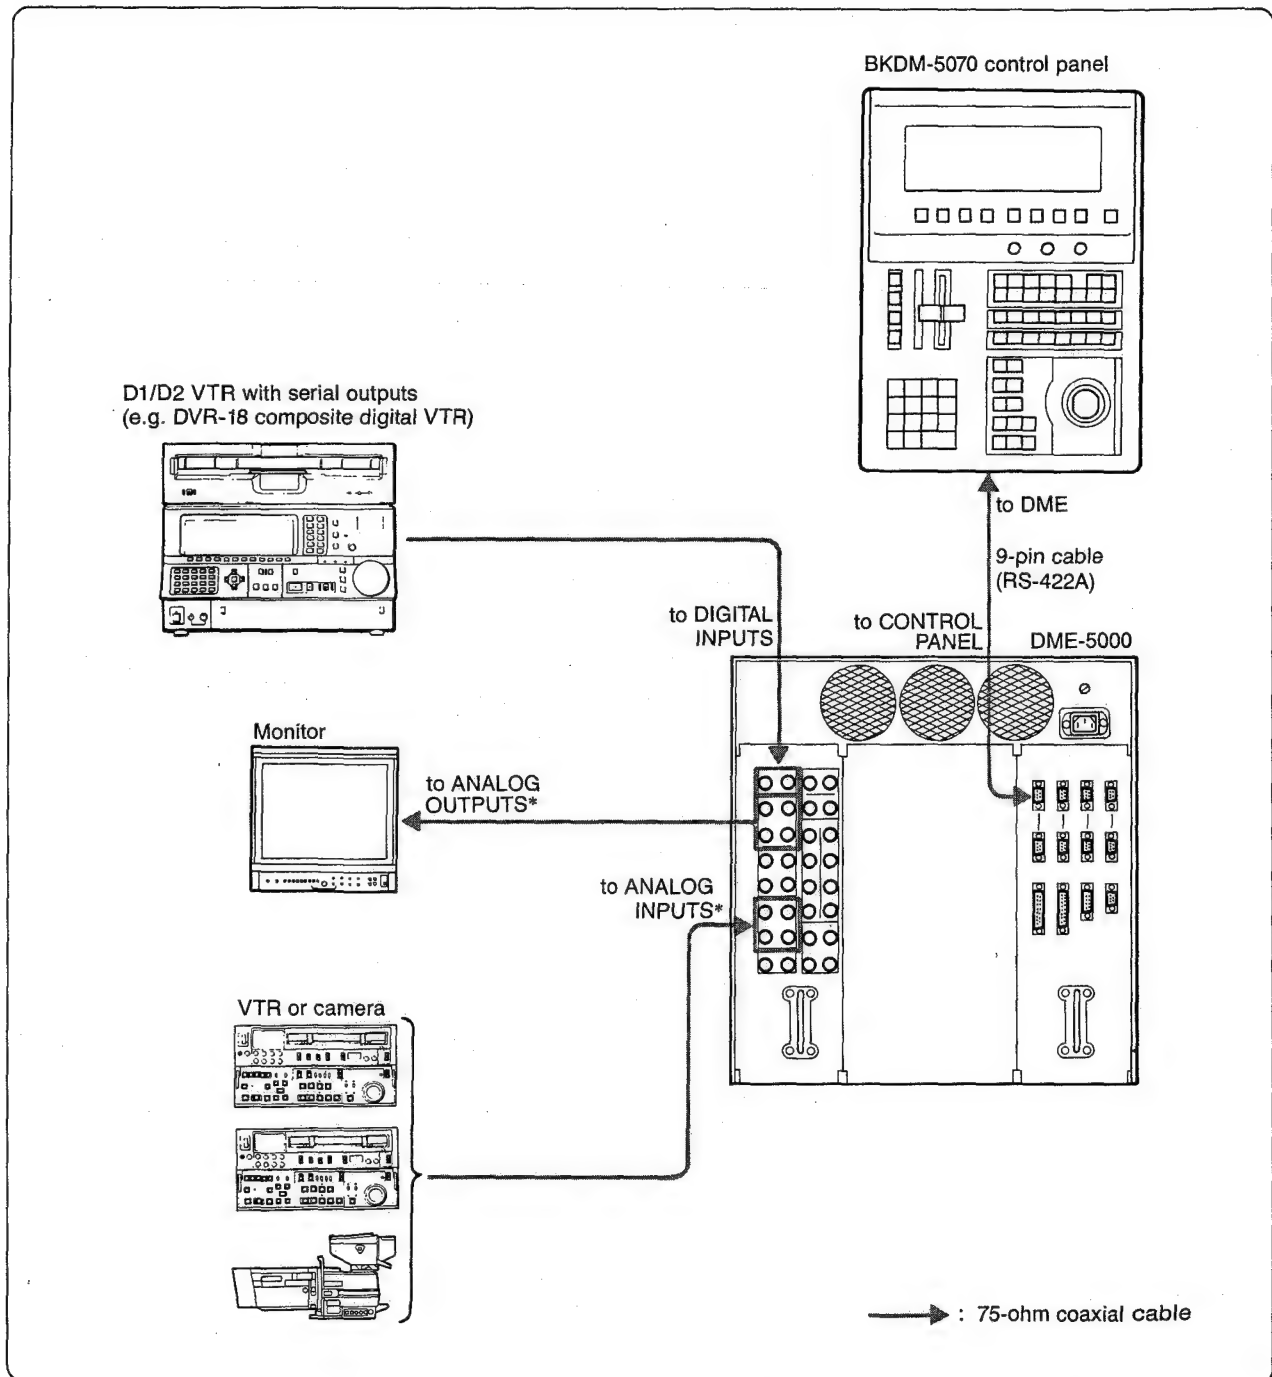 BKDM-5070 control panel
D1/D2 VTR with serial outputs
(e.g. DVR-18 composite digital VTR)
to DME
9-pin cable
(RS-422A)
to DIGITAL
INPUTS
to CONTROL
PANEL
DME-5000
Monitor
to ANALOG
OUTPUTS*
to ANALOG
INPUTS*
VTR or camera
: 75-ohm coaxial cable